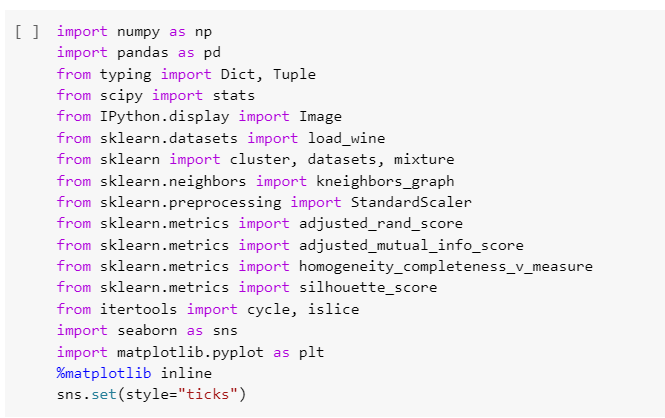 [ ] import numpy as np
import pandas as pd
from typing import Dict, Tuple
from scipy import stats
from IPython.display import Image
from sklearn.datasets import load_wine
from sklearn import cluster, datasets, mixture
from sklearn.neighbors import kneighbors_graph
from sklearn.preprocessing import StandardScaler
from sklearn.metrics import adjusted_rand_score
from sklearn.metrics import adjusted_mutual_info_score
from sklearn.metrics import homogeneity_completeness_v_measure
from sklearn.metrics import silhouette_score
from itertools import cycle, islice
import seaborn as sns
import matplotlib.pyplot as plt
%matplotlib inline
sns.set(style="ticks")